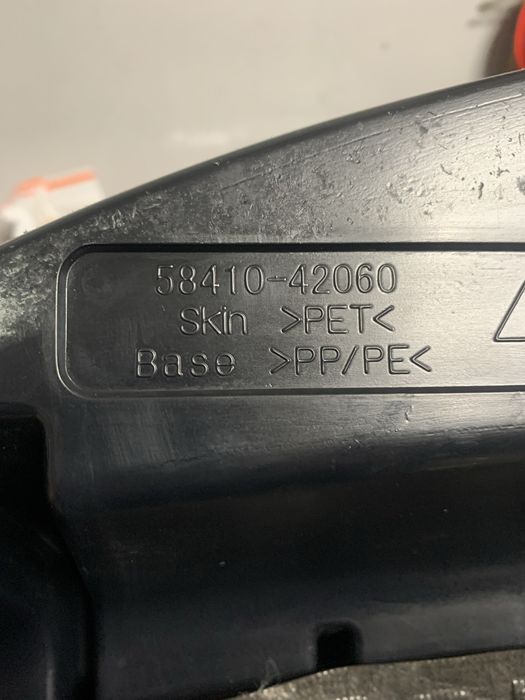 58410-42060
Skin >PET<
Base >PP/PE<